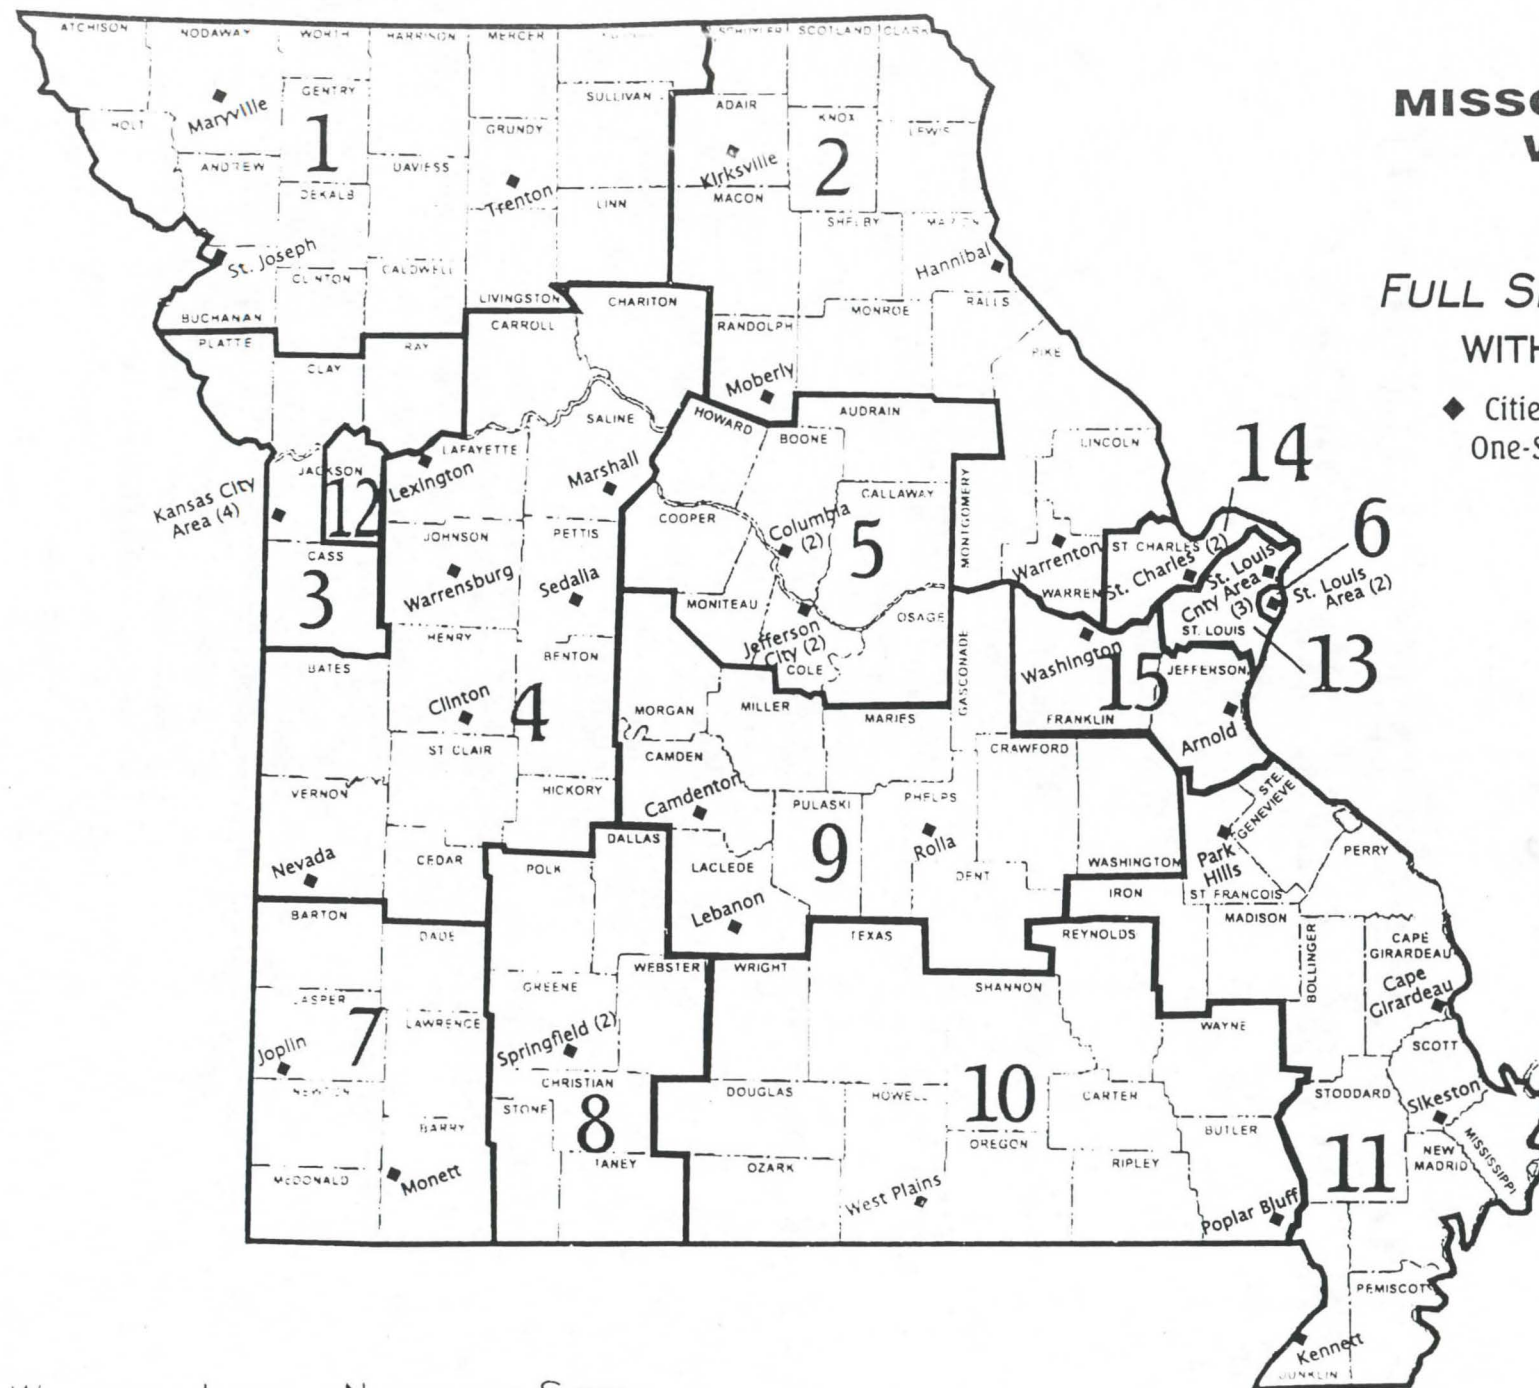 MISSO
ATCHISON
NODAWAY
WORTH
HARRISON
MERCER
SCHUYLER
SCOTLAND
CLARK
GENTRY
SULLIVAN
ADAIR
KNOX
LEWIS
HOLT
Maryville
1
GRUNDY
Kirksville
2
ANDREW
DAVIESS
Trenton
DEKALB
LINN
MACON
SHELBY
MARION
St. Joseph
Hannibal
CLINTON
CALDWELL
FULL S
LIVINGSTON
CHARITON
RALLS
MONROE
BUCHANAN
CARROLL
RANDOLPH
PLATTE
RAY
PIKE
WITH
CLAY
Moberly
◆ Citie
One-S
SALINE
HOWARD
AUDRAIN
BOONE
LINCOLN
14
LAFAYETTE
JACKSON
Lexington
Marshall
12
Kansas City
Area (4)
CALLAWAY
MONTGOMERY
COOPER
Columbia
(2)
5
6
JOHNSON
PETTIS
Warrenton
ST CHARLES (2)
St. Charles
St. Louis
Cnty Area
(3)
St. Louis
Area (2)
CASS
3
Warrensburg
Sedalia
MONITEAU
OSAGE
WARREN
ST. LOUIS
HENRY
BENTON
Jefferson
City (2)
COLE
GASCONADE
Washington
15
JEFFERSON
13
BATES
Clinton
4
MORGAN
MILLER
MARIES
FRANKLIN
Arnold
ST CLAIR
CAMDEN
CRAWFORD
VERNON
HICKORY
Camdenton
PULASKI
PHELPS
STE.
GENEVIEVE
DALLAS
9
Rolla
Park
Hills
PERRY
Nevada
CEDAR
POLK
LACLEDE
DENT
WASHINGTON
IRON
ST FRANCOIS
Lebanon
BARTON
DADE
TEXAS
REYNOLDS
MADISON
BOLLINGER
CAPE
GIRARDEAU
WEBSTER
WRIGHT
GREENE
SHANNON
Cape
Girardeau
JASPER
7
LAWRENCE
Springfield (2)
WAYNE
SCOTT
Joplin
CHRISTIAN
NEWTON
STONE
8
DOUGLAS
HOWELL
10
CARTER
STODDARD
Sikeston
BARRY
OREGON
BUTLER
11
NEW
MADRID
MISSISSIPPI
McDONALD
Monett
TANEY
OZARK
RIPLEY
West Plains
Poplar Bluff
PEMISCOT
Kennett
DUNKLIN